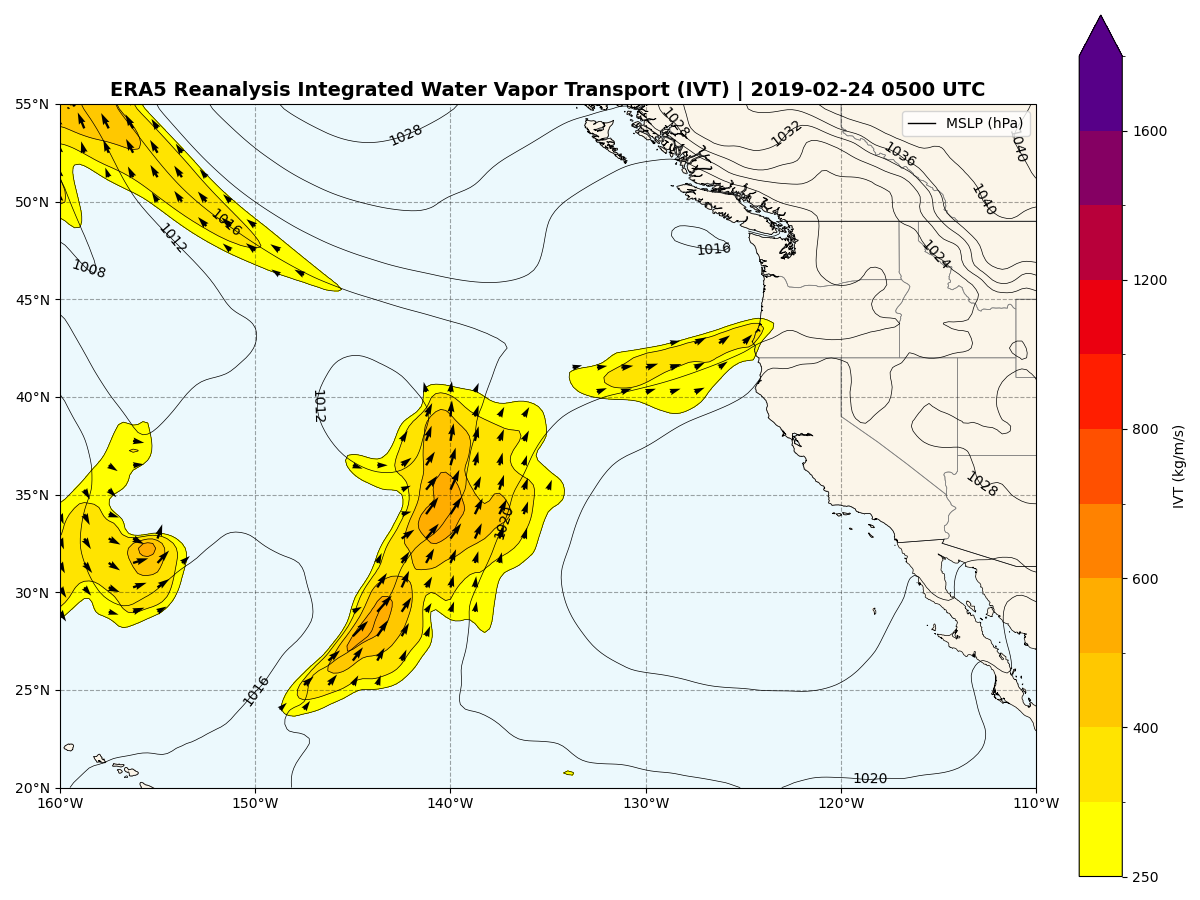 ERA5 Reanalysis Integrated Water Vapor Transport (IVT) | 2019-02-24 0500 UTC
55°N
50°N
45°N
40°N
35°N
30°N
25°N
20°N
160°W
150°W
140°W
130°W
120°W
110°W
MSLP (hPa)
1028
1028
1032
1036
1040
1040
1024
1016
1016
1012
1008
1012
1020
1028
1016
1020
1600
1200
800
600
400
250
IVT (kg/m/s)